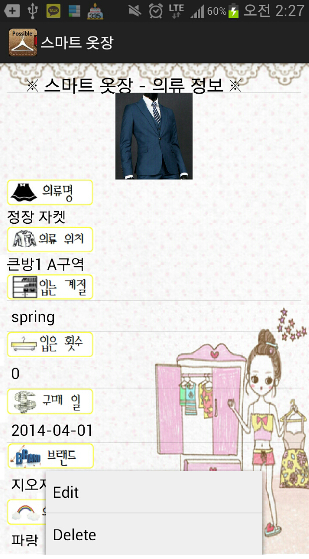 LTE 60% 오전 2:27
Possible 스마트 옷장
※ 스마트 옷장 - 의류 정보 ※
의류명
정장 자켓
의류 위치
큰방1 A구역
입는 계절
spring
입은 횟수
0
구매 일
2014-04-01
브랜드
지오지
Edit
파랑
Delete